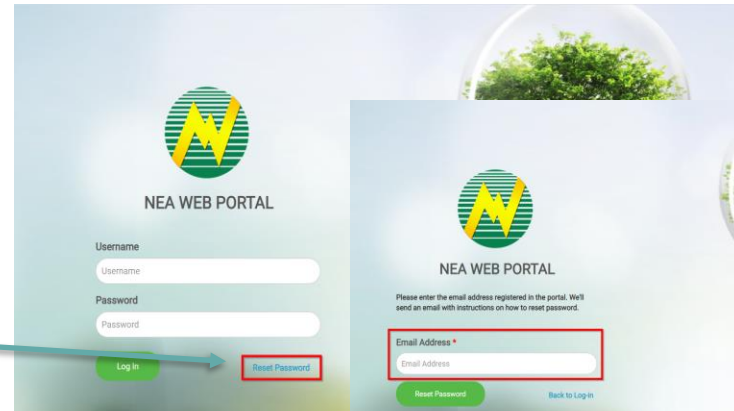 NEA WEB PORTAL
Username
Username
Password
Password
Log In
Reset Password
NEA WEB PORTAL
Please enter the email address registered in the portal. We'll
send an email with instructions on how to reset password.
Email Address *
Email Address
Reset Password
Back to Log-in